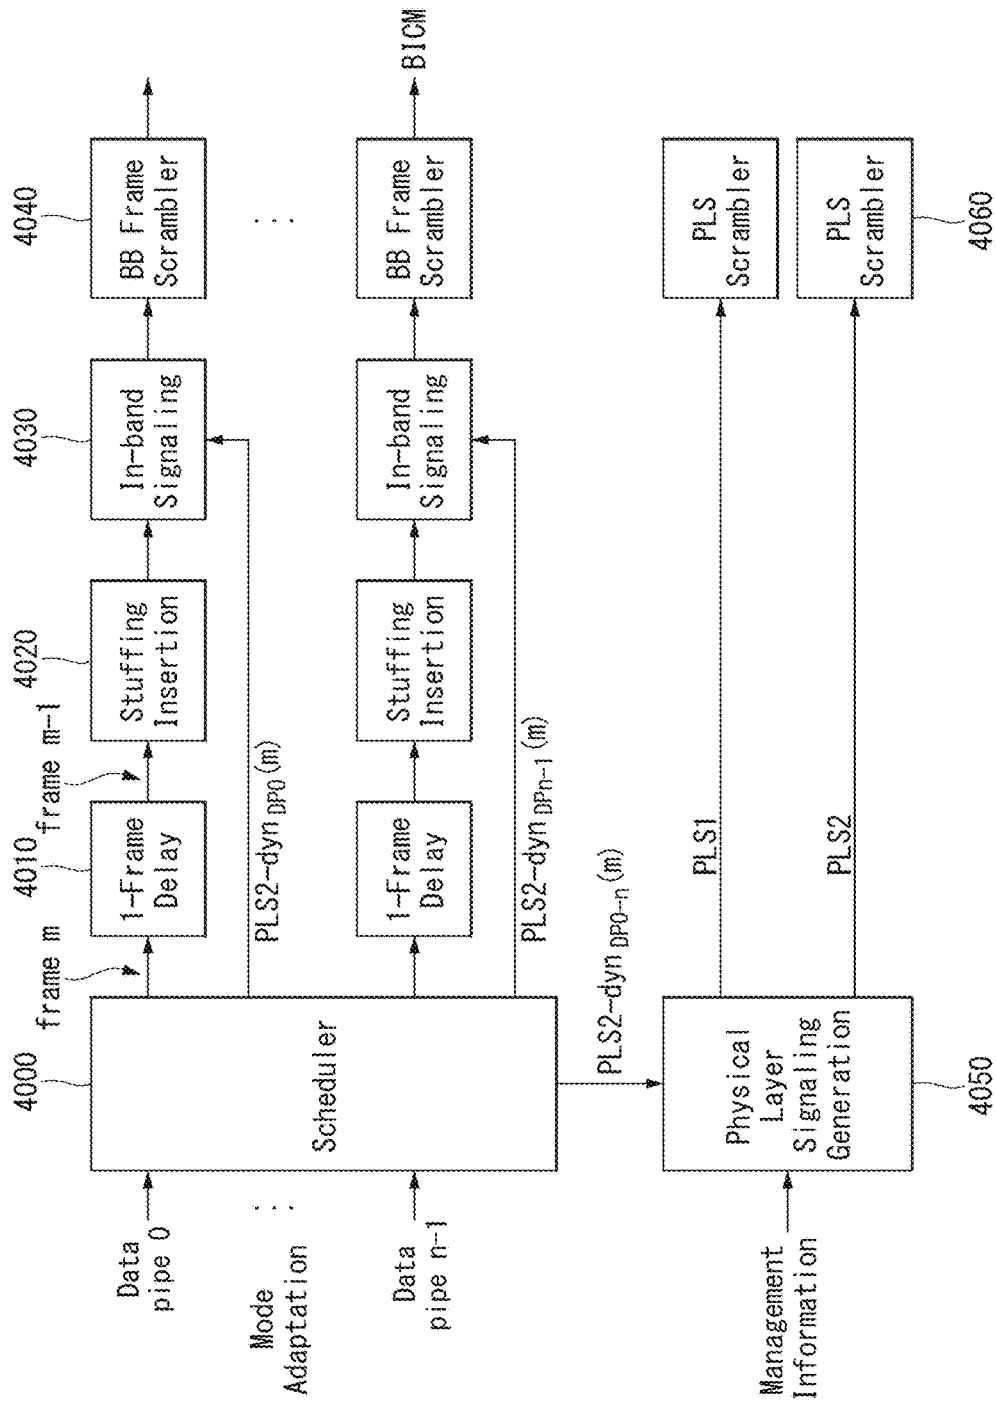 4000
frame m
4010
frame m-1
4020
4030
4040
Data
pipe 0
Scheduler
1-Frame
Delay
Stuffing
Insertion
In-band
Signaling
BB Frame
Scrambler
PLS2-dyn DP0 (m)
Mode
Adaptation
. . .
. . .
Data
pipe n-1
1-Frame
Delay
Stuffing
Insertion
In-band
Signaling
BB Frame
Scrambler
BICM
PLS2-dyn DPn-1 (m)
PLS2-dyn DP0-n (m)
Management
Information
Physical
Layer
Signaling
Generation
PLS1
PLS
Scrambler
PLS2
PLS
Scrambler
4050
4060